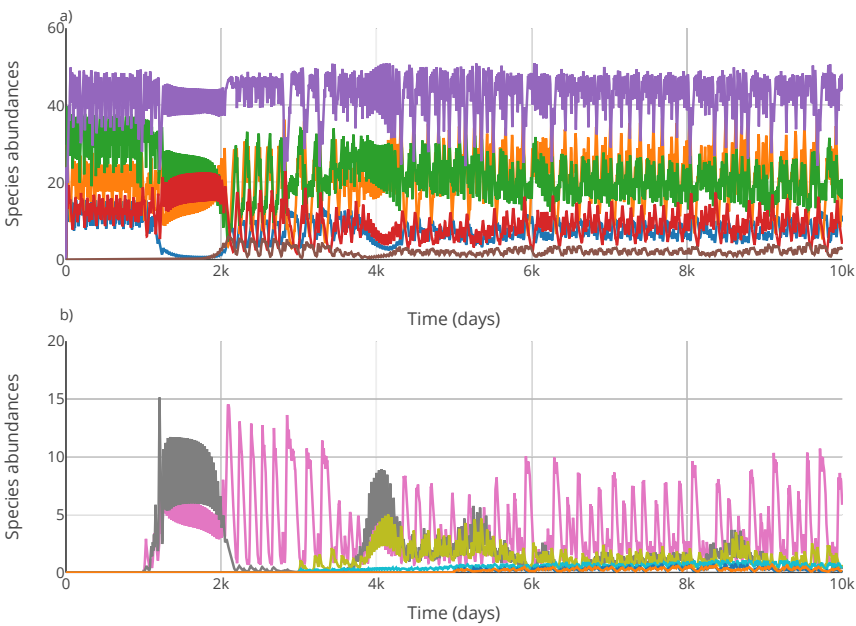 a)
60
40
20
0
Species abundances
0
2k
4k
6k
8k
10k
Time (days)
b)
20
15
10
5
0
Species abundances
0
2k
4k
6k
8k
10k
Time (days)